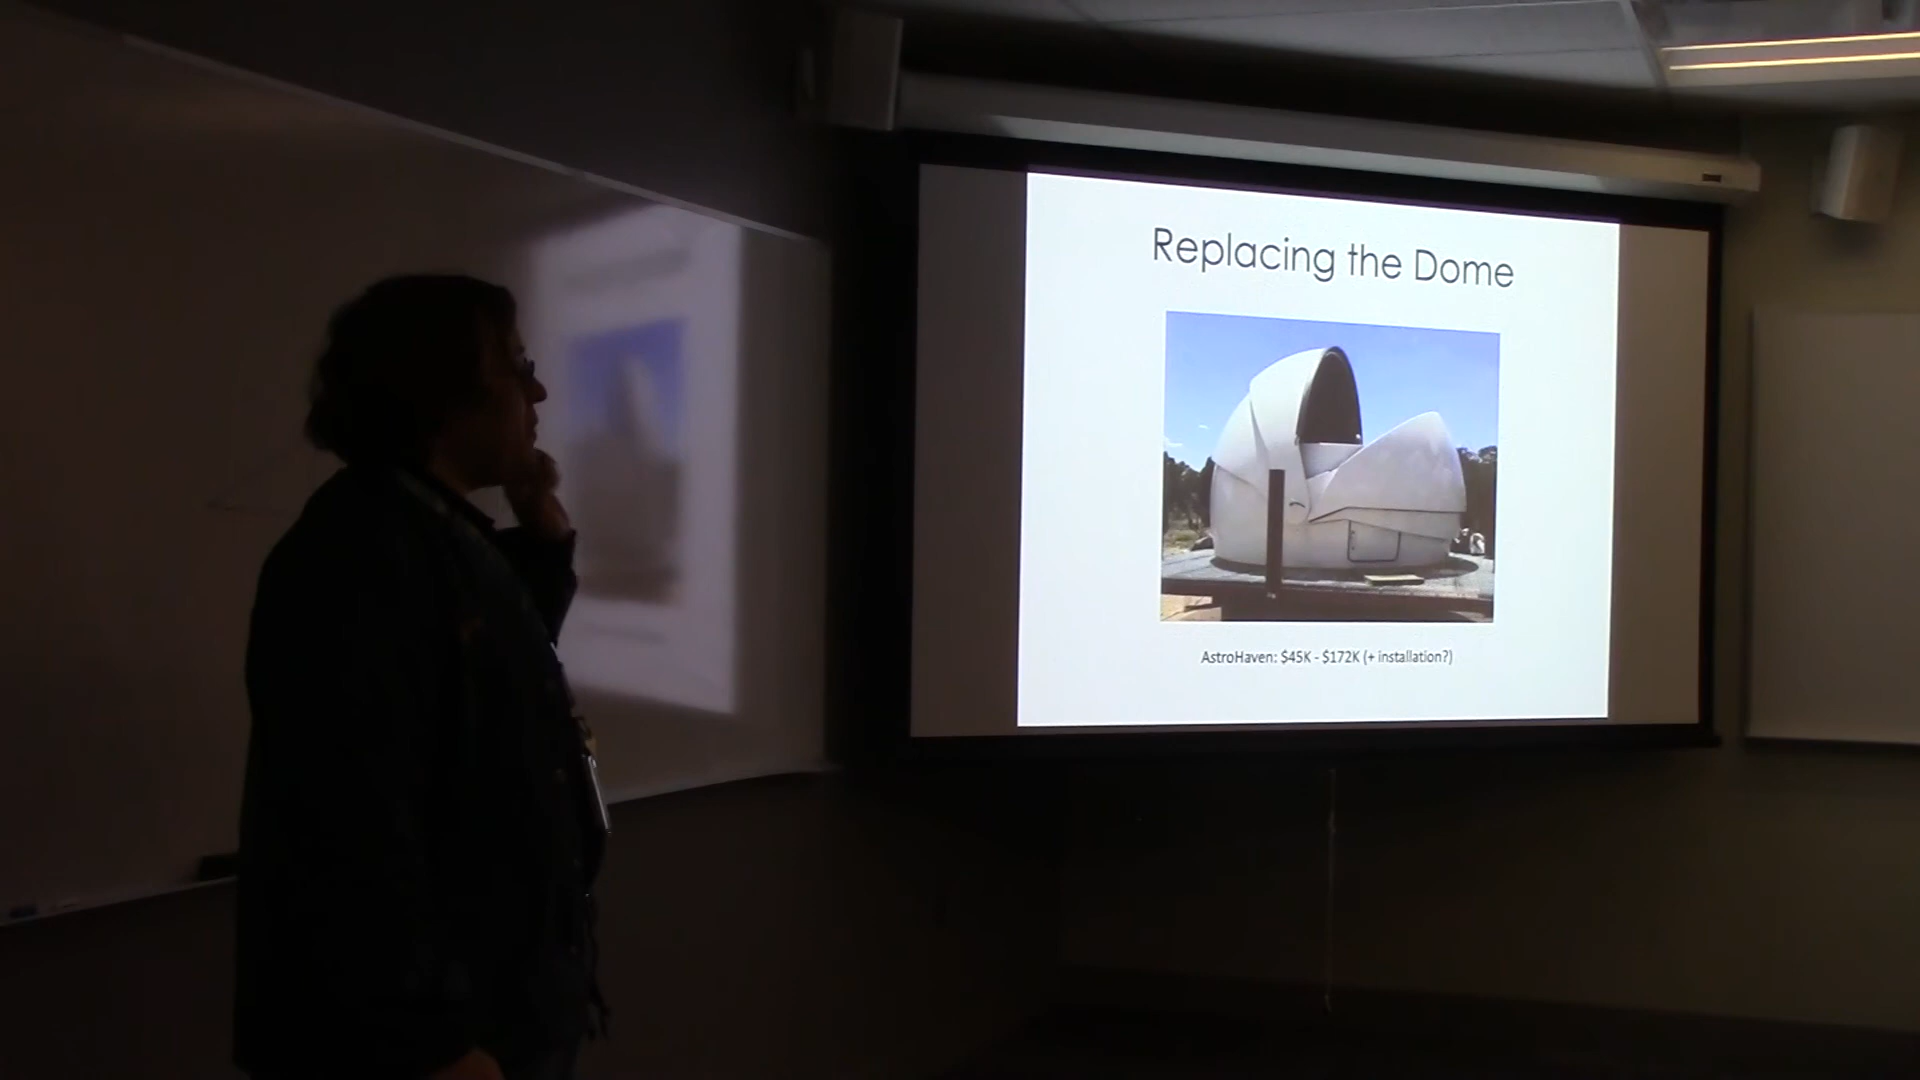 Replacing the Dome
AstroHaven: $45K - $172K (+ installation?)